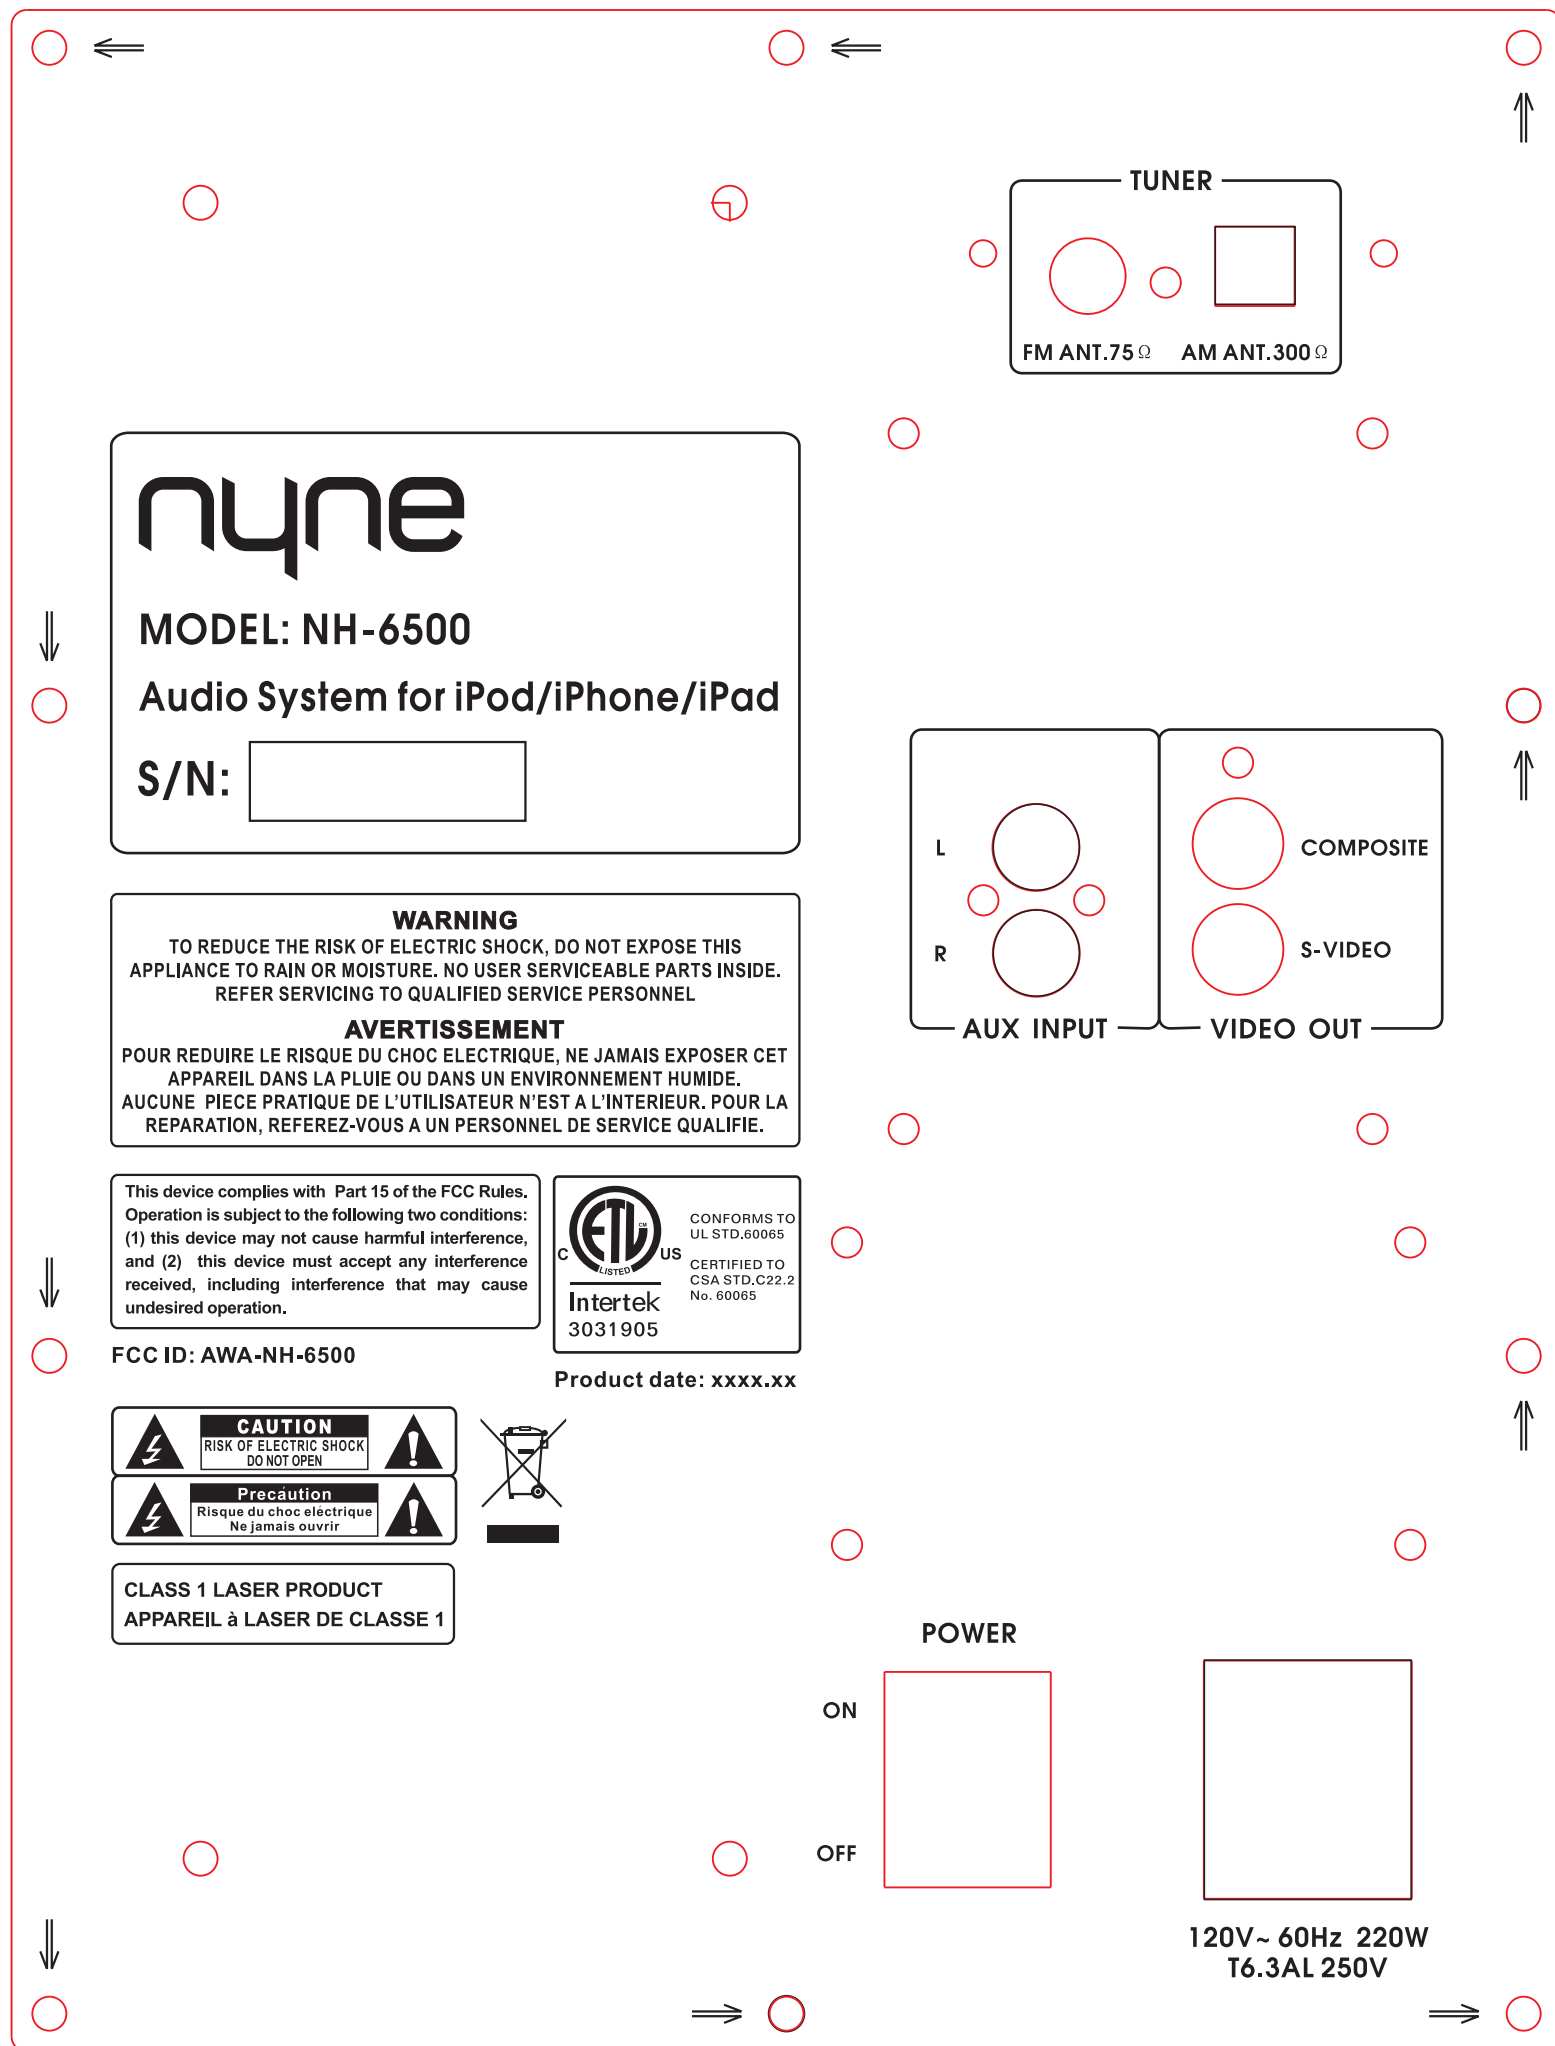 TUNER
FM ANT.75Ω AM ANT.300Ω
nyne
MODEL: NH-6500
Audio System for iPod/iPhone/iPad
S/N:
WARNING
TO REDUCE THE RISK OF ELECTRIC SHOCK, DO NOT EXPOSE THIS
APPLIANCE TO RAIN OR MOISTURE. NO USER SERVICEABLE PARTS INSIDE.
REFER SERVICING TO QUALIFIED SERVICE PERSONNEL
AVERTISSEMENT
POUR REDUIRE LE RISQUE DU CHOC ELECTRIQUE, NE JAMAIS EXPOSER CET
APPAREIL DANS LA PLUIE OU DANS UN ENVIRONNEMENT HUMIDE.
AUCUNE PIECE PRATIQUE DE L'UTILISATEUR N'EST A L'INTERIEUR. POUR LA
REPARATION, REFEREZ-VOUS A UN PERSONNEL DE SERVICE QUALIFIE.
L
R
AUX INPUT
COMPOSITE
S-VIDEO
VIDEO OUT
This device complies with Part 15 of the FCC Rules.
Operation is subject to the following two conditions:
(1) this device may not cause harmful interference,
and (2) this device must accept any interference
received, including interference that may cause
undesired operation.
FCC ID: AWA-NH-6500
ETL CM
C US
LISTED
Intertek
3031905
CONFORMS TO
UL STD.60065
CERTIFIED TO
CSA STD.C22.2
No. 60065
Product date: xxxx.xx
CAUTION
RISK OF ELECTRIC SHOCK
DO NOT OPEN
Precáution
Risque du choc eléctrique
Ne jamais ouvrir
CLASS 1 LASER PRODUCT
APPAREIL à LASER DE CLASSE 1
POWER
ON
OFF
120V~ 60Hz 220W
T6.3AL 250V